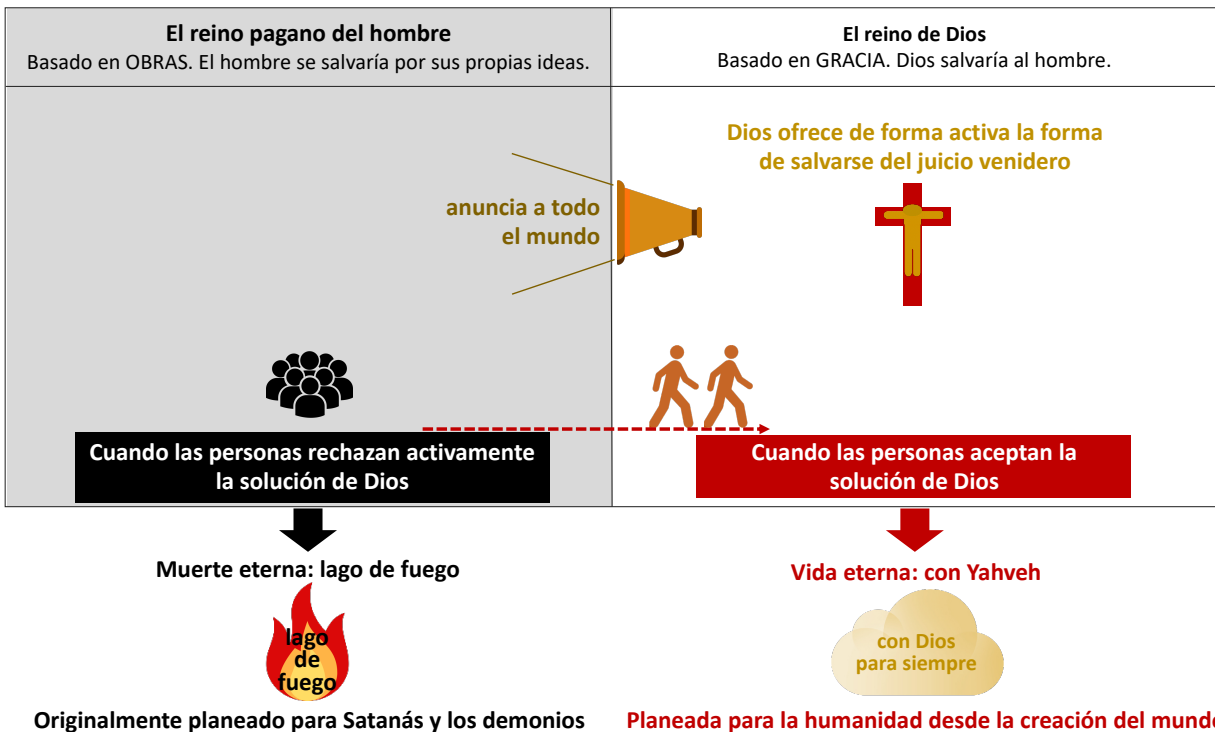 El reino pagano del hombre
Basado en OBRAS. El hombre se salvaría por sus propias ideas.
El reino de Dios
Basado en GRACIA. Dios salvaría al hombre.
Dios ofrece de forma activa la forma
de salvarse del juicio venidero
anuncia a todo
el mundo
Cuando las personas rechazan activamente
la solución de Dios
Cuando las personas aceptan la
solución de Dios
Muerte eterna: lago de fuego
Vida eterna: con Yahveh
lago
de
fuego
con Dios
para siempre
Originalmente planeado para Satanás y los demonios
Planeada para la humanidad desde la creación del mundo